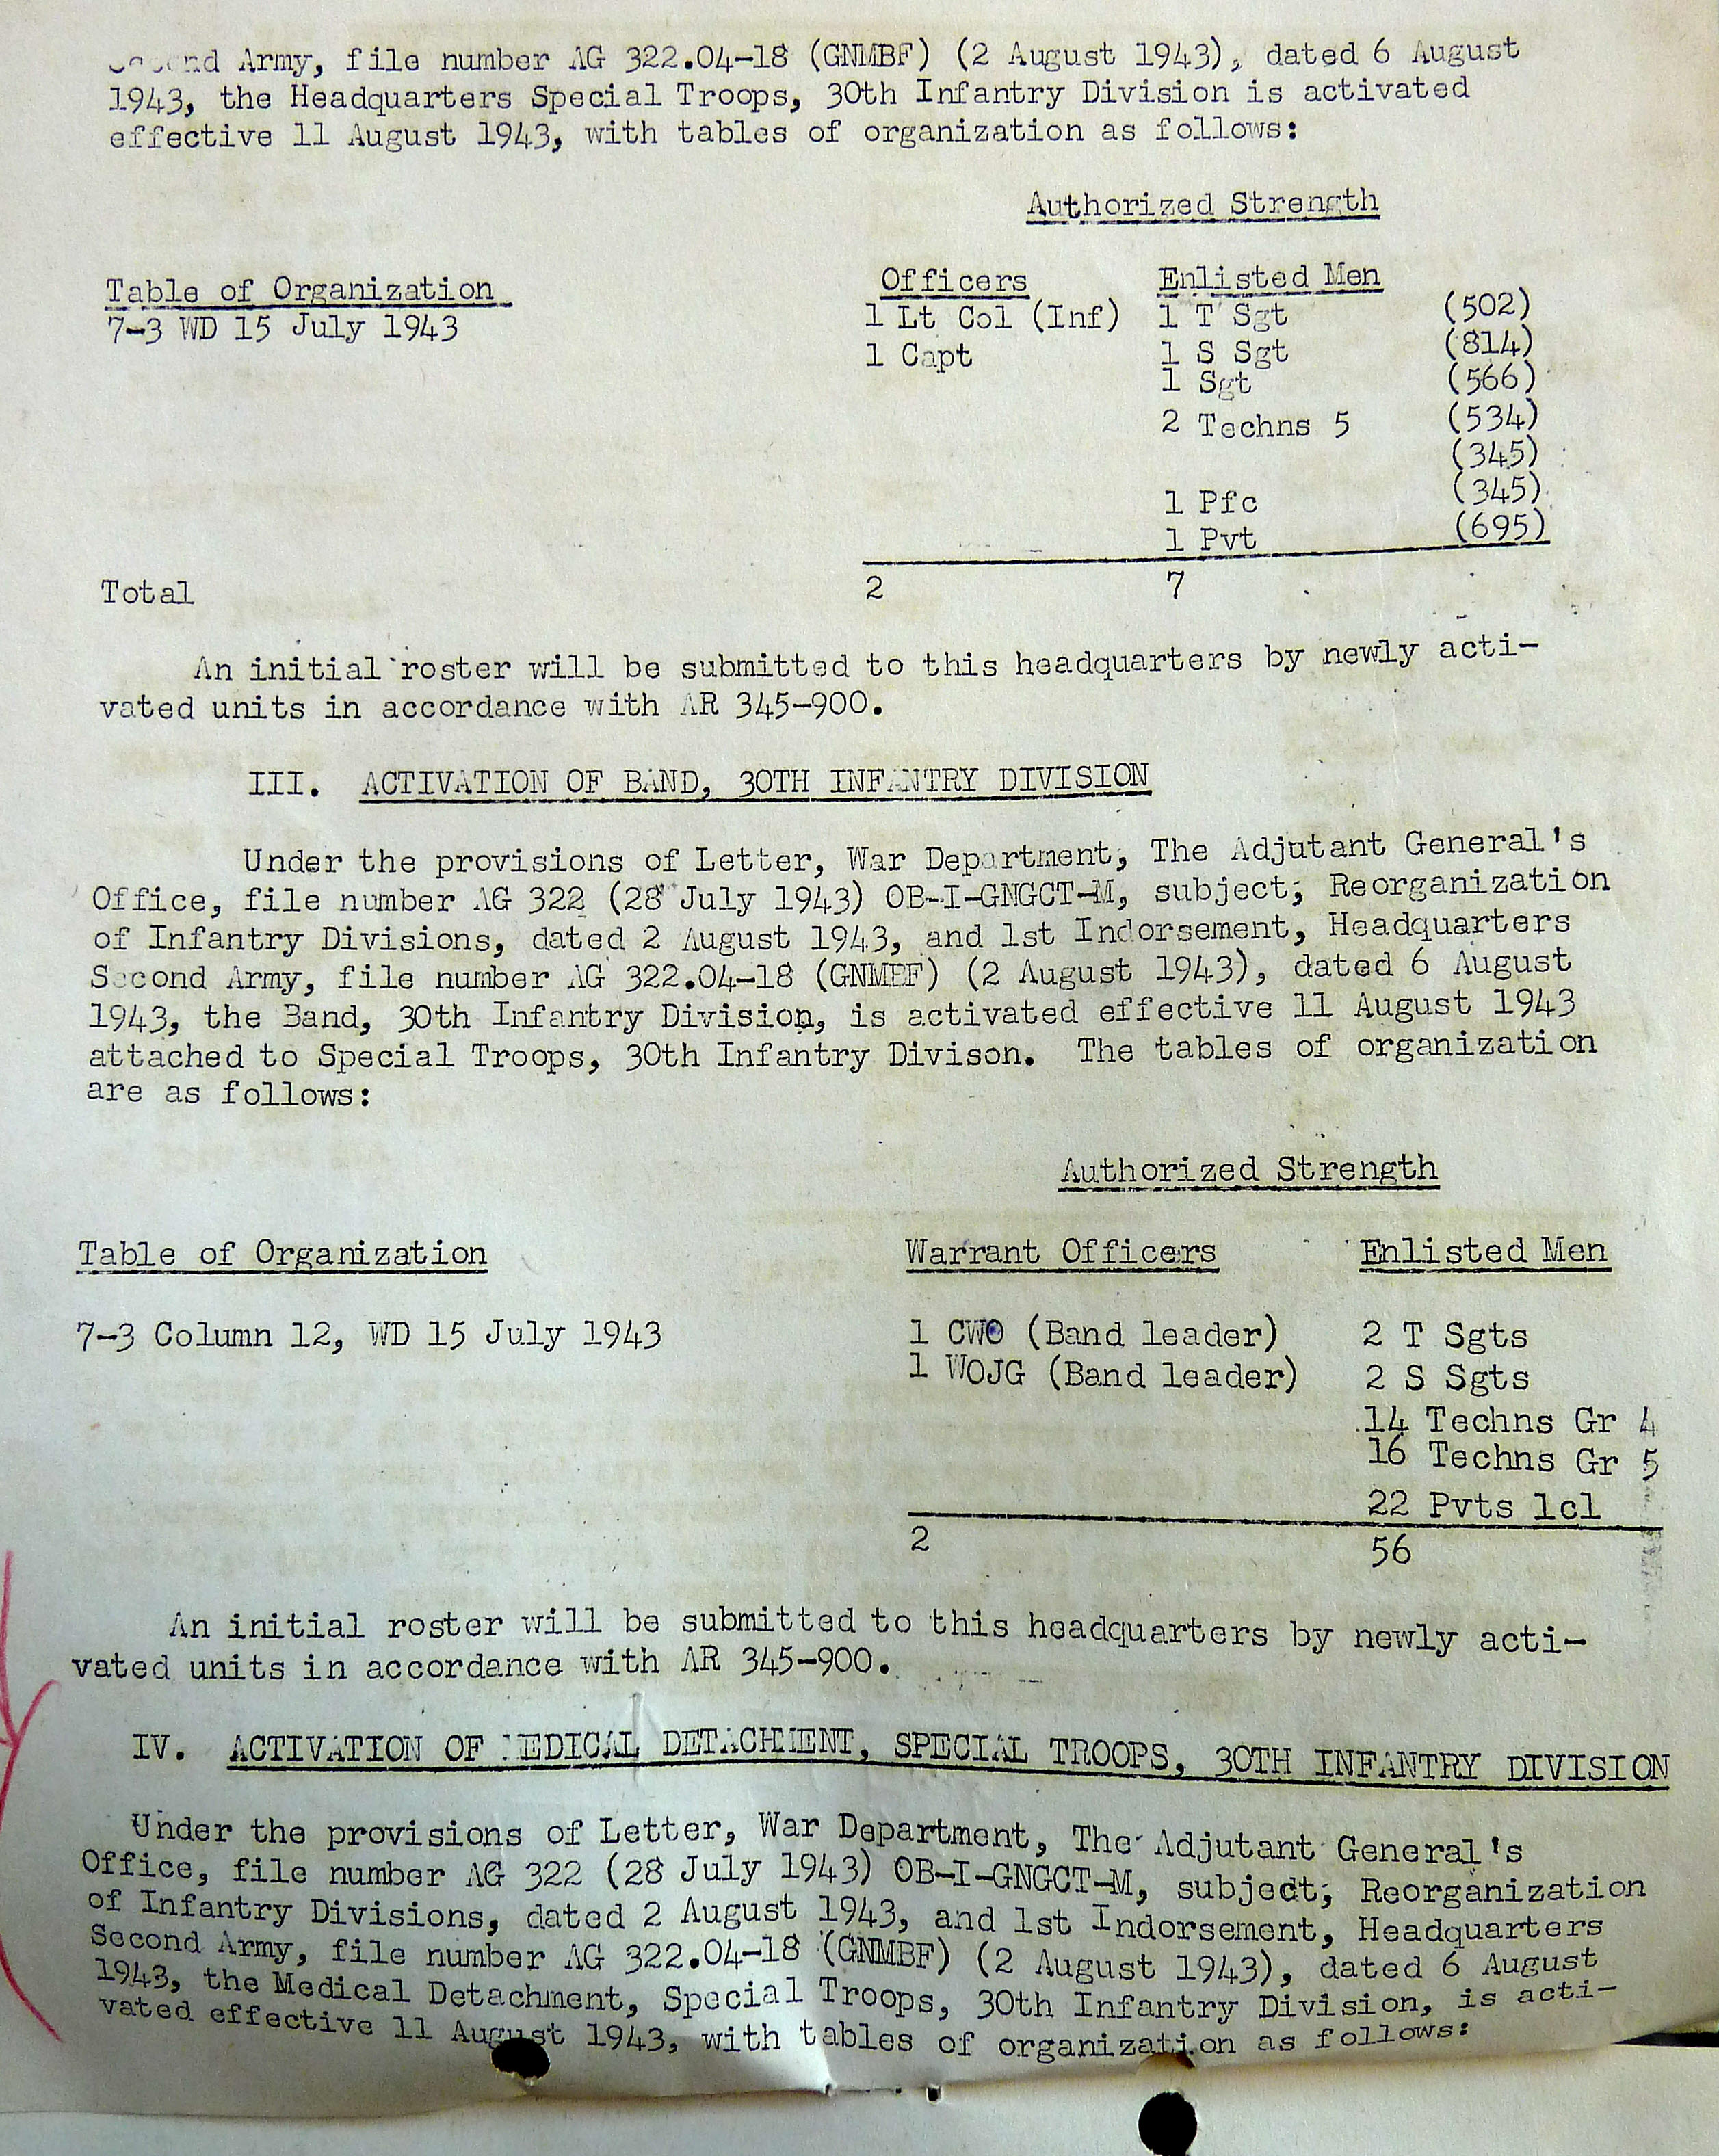 Second Army, file number AG 322.04-18 (GNMBF) (2 August 1943), dated 6 August
1943, the Headquarters Special Troops, 30th Infantry Division is activated
effective 11 August 1943, with tables of organization as follows:
Authorized Strength
Table of Organization Officers Enlisted Men
7-3 WD 15 July 1943 1 Lt Col (Inf) 1 T Sgt (502)
1 Capt 1 S Sgt (814)
1 Sgt (566)
2 Techns 5 (534)
(345)
1 Pfc (345)
1 Pvt (695)
Total 2 7
An initial roster will be submitted to this headquarters by newly acti-
vated units in accordance with AR 345-900.
III. ACTIVATION OF BAND, 30TH INFANTRY DIVISION
Under the provisions of Letter, War Department, The Adjutant General's
Office, file number AG 322 (28 July 1943) OB-I-GNGCT-M, subject; Reorganization
of Infantry Divisions, dated 2 August 1943, and 1st Indorsement, Headquarters
Second Army, file number AG 322.04-18 (GNMBF) (2 August 1943), dated 6 August
1943, the Band, 30th Infantry Division, is activated effective 11 August 1943
attached to Special Troops, 30th Infantry Divison. The tables of organization
are as follows:
Authorized Strength
Table of Organization Warrant Officers Enlisted Men
7-3 Column 12, WD 15 July 1943 1 CWO (Band leader) 2 T Sgts
1 WOJG (Band leader) 2 S Sgts
14 Techns Gr 4
16 Techns Gr 5
22 Pvts 1cl
2 56
An initial roster will be submitted to this headquarters by newly acti-
vated units in accordance with AR 345-900.
IV. ACTIVATION OF MEDICAL DETACHMENT, SPECIAL TROOPS, 30TH INFANTRY DIVISION
Under the provisions of Letter, War Department, The Adjutant General's
Office, file number AG 322 (28 July 1943) OB-I-GNGCT-M, subject; Reorganization
of Infantry Divisions, dated 2 August 1943, and 1st Indorsement, Headquarters
Second Army, file number AG 322.04-18 (GNMBF) (2 August 1943), dated 6 August
1943, the Medical Detachment, Special Troops, 30th Infantry Division, is acti-
vated effective 11 August 1943, with tables of organization as follows: